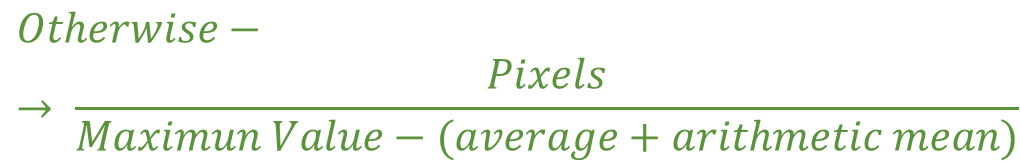 Otherwise −
→ Pixels
Maximun Value − (average + arithmetic mean)